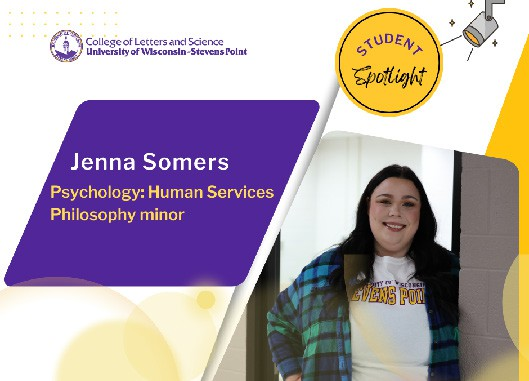 College of Letters and Science
University of Wisconsin-Stevens Point
STUDENT
Spotlight
Jenna Somers
Psychology: Human Services
Philosophy minor
STEVENS POINT